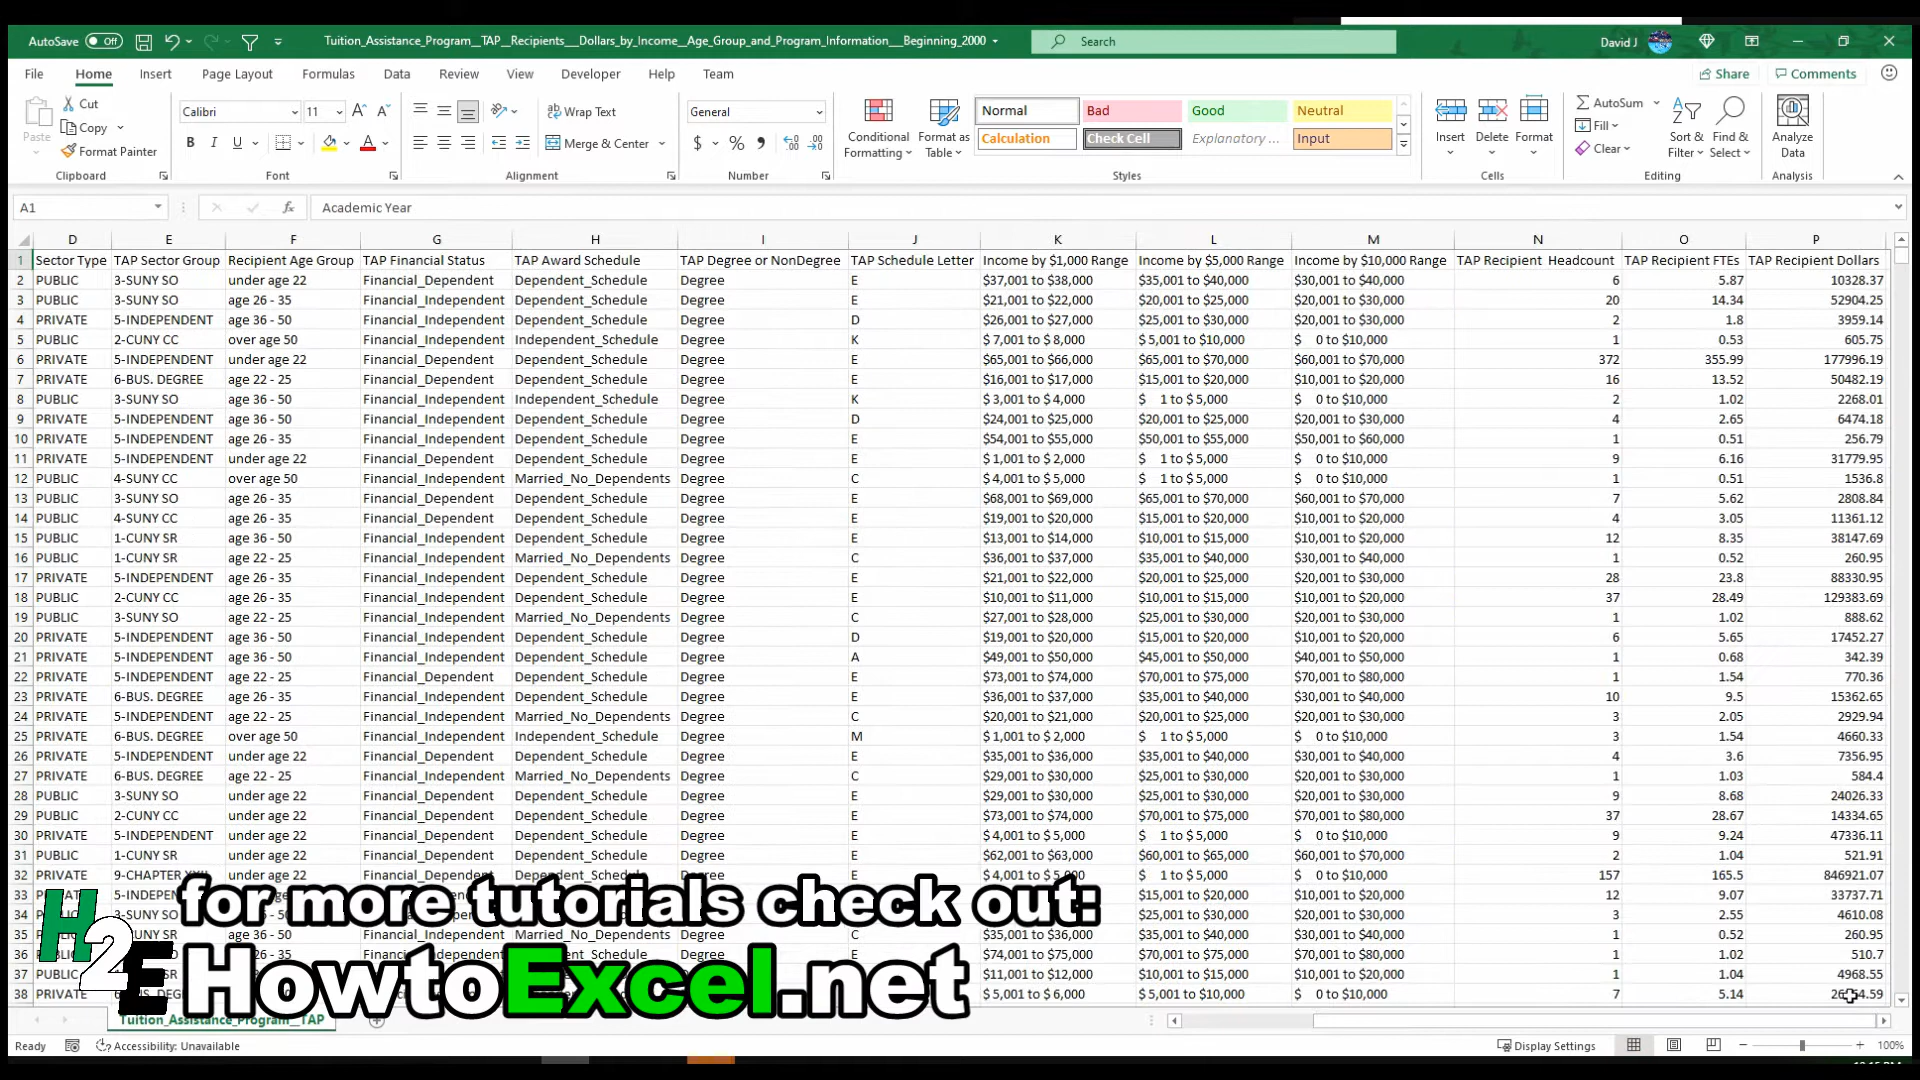 AutoSave Off Tuition_Assistance_Program__TAP__Recipients__Dollars_by_Income__Age_Group_and_Program_Information__Beginning_2000 Search David J
File Home Insert Page Layout Formulas Data Review View Developer Help Team Share Comments
Paste Cut Copy Format Painter Clipboard
Calibri 11 B I U Font
Wrap Text Merge & Center Alignment
General $ % Number
Conditional Formatting Format as Table Normal Bad Good Neutral Calculation Check Cell Explanatory ... Input Styles
Insert Delete Format Cells
AutoSum Fill Clear Sort & Filter Find & Select Editing
Analyze Data Analysis
A1 fx Academic Year
D E F G H I J K L M N O P
1 Sector Type TAP Sector Group Recipient Age Group TAP Financial Status TAP Award Schedule TAP Degree or NonDegree TAP Schedule Letter Income by $1,000 Range Income by $5,000 Range Income by $10,000 Range TAP Recipient Headcount TAP Recipient FTEs TAP Recipient Dollars
2 PUBLIC 3-SUNY SO under age 22 Financial_Dependent Dependent_Schedule Degree E $37,001 to $38,000 $35,001 to $40,000 $30,001 to $40,000 6 5.87 10328.37
3 PUBLIC 3-SUNY SO age 26 - 35 Financial_Independent Dependent_Schedule Degree E $21,001 to $22,000 $20,001 to $25,000 $20,001 to $30,000 20 14.34 52904.25
4 PRIVATE 5-INDEPENDENT age 36 - 50 Financial_Independent Dependent_Schedule Degree D $26,001 to $27,000 $25,001 to $30,000 $20,001 to $30,000 2 1.8 3959.14
5 PUBLIC 2-CUNY CC over age 50 Financial_Independent Independent_Schedule Degree K $ 7,001 to $ 8,000 $ 5,001 to $10,000 $ 0 to $10,000 1 0.53 605.75
6 PRIVATE 5-INDEPENDENT under age 22 Financial_Dependent Dependent_Schedule Degree E $65,001 to $66,000 $65,001 to $70,000 $60,001 to $70,000 372 355.99 177996.19
7 PRIVATE 6-BUS. DEGREE age 22 - 25 Financial_Dependent Dependent_Schedule Degree E $16,001 to $17,000 $15,001 to $20,000 $10,001 to $20,000 16 13.52 50482.19
8 PUBLIC 3-SUNY SO age 36 - 50 Financial_Independent Independent_Schedule Degree K $ 3,001 to $ 4,000 $ 1 to $ 5,000 $ 0 to $10,000 2 1.02 2268.01
9 PRIVATE 5-INDEPENDENT age 36 - 50 Financial_Independent Dependent_Schedule Degree D $24,001 to $25,000 $20,001 to $25,000 $20,001 to $30,000 4 2.65 6474.18
10 PRIVATE 5-INDEPENDENT age 26 - 35 Financial_Independent Dependent_Schedule Degree E $54,001 to $55,000 $50,001 to $55,000 $50,001 to $60,000 1 0.51 256.79
11 PRIVATE 5-INDEPENDENT under age 22 Financial_Independent Dependent_Schedule Degree E $ 1,001 to $ 2,000 $ 1 to $ 5,000 $ 0 to $10,000 9 6.16 31779.95
12 PUBLIC 4-SUNY CC over age 50 Financial_Independent Married_No_Dependents Degree C $ 4,001 to $ 5,000 $ 1 to $ 5,000 $ 0 to $10,000 1 0.51 1536.8
13 PUBLIC 3-SUNY SO age 26 - 35 Financial_Dependent Dependent_Schedule Degree E $68,001 to $69,000 $65,001 to $70,000 $60,001 to $70,000 7 5.62 2808.84
14 PUBLIC 4-SUNY CC age 26 - 35 Financial_Dependent Dependent_Schedule Degree E $19,001 to $20,000 $15,001 to $20,000 $10,001 to $20,000 4 3.05 11361.12
15 PUBLIC 1-CUNY SR age 36 - 50 Financial_Independent Dependent_Schedule Degree E $13,001 to $14,000 $10,001 to $15,000 $10,001 to $20,000 12 8.35 38147.69
16 PUBLIC 1-CUNY SR age 22 - 25 Financial_Independent Married_No_Dependents Degree C $36,001 to $37,000 $35,001 to $40,000 $30,001 to $40,000 1 0.52 260.95
17 PRIVATE 5-INDEPENDENT age 26 - 35 Financial_Independent Dependent_Schedule Degree E $21,001 to $22,000 $20,001 to $25,000 $20,001 to $30,000 28 23.8 88330.95
18 PUBLIC 2-CUNY CC age 26 - 35 Financial_Independent Dependent_Schedule Degree E $10,001 to $11,000 $10,001 to $15,000 $10,001 to $20,000 37 28.49 129383.69
19 PUBLIC 3-SUNY SO age 22 - 25 Financial_Independent Married_No_Dependents Degree C $27,001 to $28,000 $25,001 to $30,000 $20,001 to $30,000 1 1.02 888.62
20 PRIVATE 5-INDEPENDENT age 36 - 50 Financial_Independent Dependent_Schedule Degree D $19,001 to $20,000 $15,001 to $20,000 $10,001 to $20,000 6 5.65 17452.27
21 PRIVATE 5-INDEPENDENT age 36 - 50 Financial_Independent Dependent_Schedule Degree A $49,001 to $50,000 $45,001 to $50,000 $40,001 to $50,000 1 0.68 342.39
22 PRIVATE 5-INDEPENDENT age 22 - 25 Financial_Independent Dependent_Schedule Degree E $73,001 to $74,000 $70,001 to $75,000 $70,001 to $80,000 1 1.54 770.36
23 PRIVATE 6-BUS. DEGREE age 26 - 35 Financial_Independent Dependent_Schedule Degree E $36,001 to $37,000 $35,001 to $40,000 $30,001 to $40,000 10 9.5 15362.65
24 PRIVATE 5-INDEPENDENT age 22 - 25 Financial_Independent Married_No_Dependents Degree C $20,001 to $21,000 $20,001 to $25,000 $20,001 to $30,000 3 2.05 2929.94
25 PRIVATE 6-BUS. DEGREE over age 50 Financial_Independent Independent_Schedule Degree M $ 1,001 to $ 2,000 $ 1 to $ 5,000 $ 0 to $10,000 3 1.54 4660.33
26 PRIVATE 5-INDEPENDENT under age 22 Financial_Independent Dependent_Schedule Degree E $35,001 to $36,000 $35,001 to $40,000 $30,001 to $40,000 4 3.6 7356.95
27 PRIVATE 6-BUS. DEGREE age 22 - 25 Financial_Independent Married_No_Dependents Degree C $29,001 to $30,000 $25,001 to $30,000 $20,001 to $30,000 1 1.03 584.4
28 PUBLIC 3-SUNY SO under age 22 Financial_Dependent Dependent_Schedule Degree E $29,001 to $30,000 $25,001 to $30,000 $20,001 to $30,000 9 8.68 24026.33
29 PUBLIC 2-CUNY CC under age 22 Financial_Dependent Dependent_Schedule Degree E $73,001 to $74,000 $70,001 to $75,000 $70,001 to $80,000 37 28.67 14334.65
30 PRIVATE 5-INDEPENDENT under age 22 Financial_Dependent Dependent_Schedule Degree E $ 4,001 to $ 5,000 $ 1 to $ 5,000 $ 0 to $10,000 9 9.24 47336.11
31 PUBLIC 1-CUNY SR under age 22 Financial_Dependent Dependent_Schedule Degree E $62,001 to $63,000 $60,001 to $65,000 $60,001 to $70,000 2 1.04 521.91
32 PRIVATE 9-CHAPTER $ 4,001 to $ 5,000 $ 1 to $ 5,000 $ 0 to $10,000 157 165.5 846921.07
33 $15,001 to $20,000 $10,001 to $20,000 12 9.07 33737.71
34 $25,001 to $30,000 $20,001 to $30,000 3 2.55 4610.08
35 C $35,001 to $36,000 $35,001 to $40,000 $30,001 to $40,000 1 0.52 260.95
36 E $74,001 to $75,000 $70,001 to $75,000 $70,001 to $80,000 1 1.02 510.7
37 $11,001 to $12,000 $10,001 to $15,000 $10,001 to $20,000 1 1.04 4968.55
38 PRIVATE $ 5,001 to $ 6,000 $ 5,001 to $10,000 $ 0 to $10,000 7 5.14
H2E
for more tutorials check out:
HowtoExcel.net
Tuition_Assistance_Program__TAP
Ready Accessibility: Unavailable Display Settings 100%